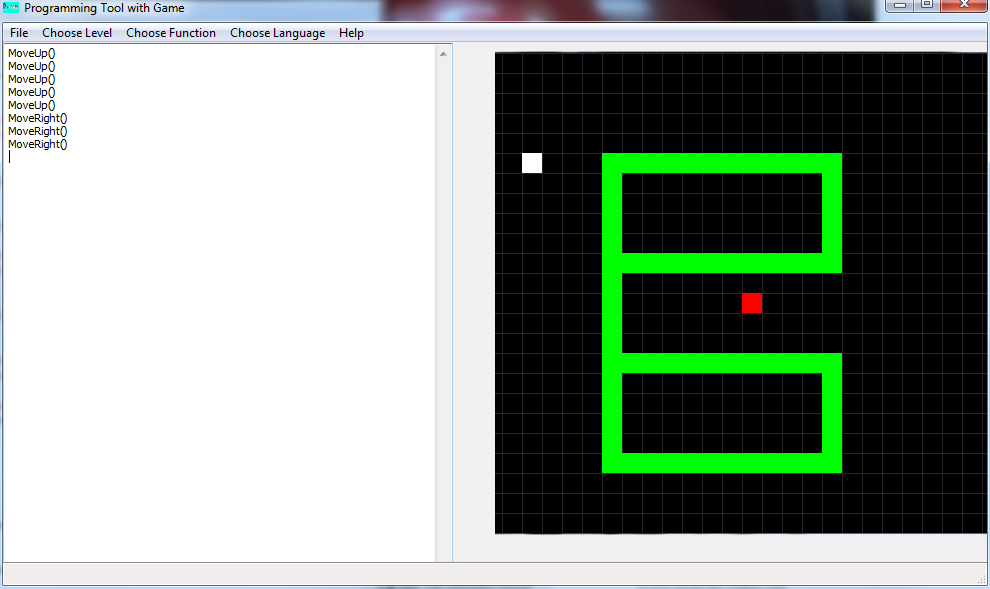 Programming Tool with Game
File Choose Level Choose Function Choose Language Help
MoveUp()
MoveUp()
MoveUp()
MoveUp()
MoveUp()
MoveRight()
MoveRight()
MoveRight()